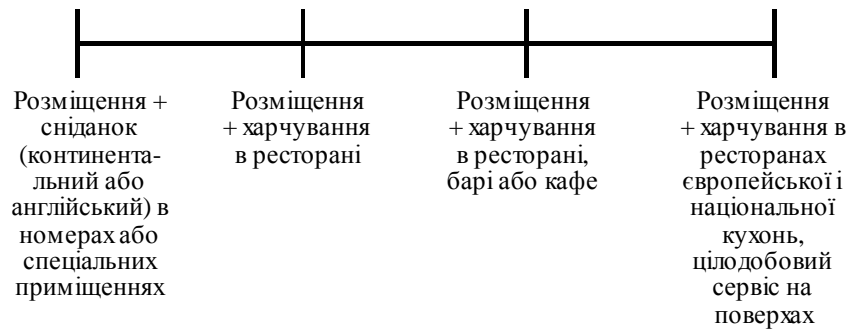 Розміщення +
сніданок
(континента-
льний або
англійський) в
номерах або
спеціальних
приміщеннях
Розміщення
+ харчування
в ресторані
Розміщення
+ харчування
в ресторані,
барі або кафе
Розміщення
+ харчування в
ресторанах
європейської і
національної
кухонь,
цілодобовий
сервіс на
поверхах